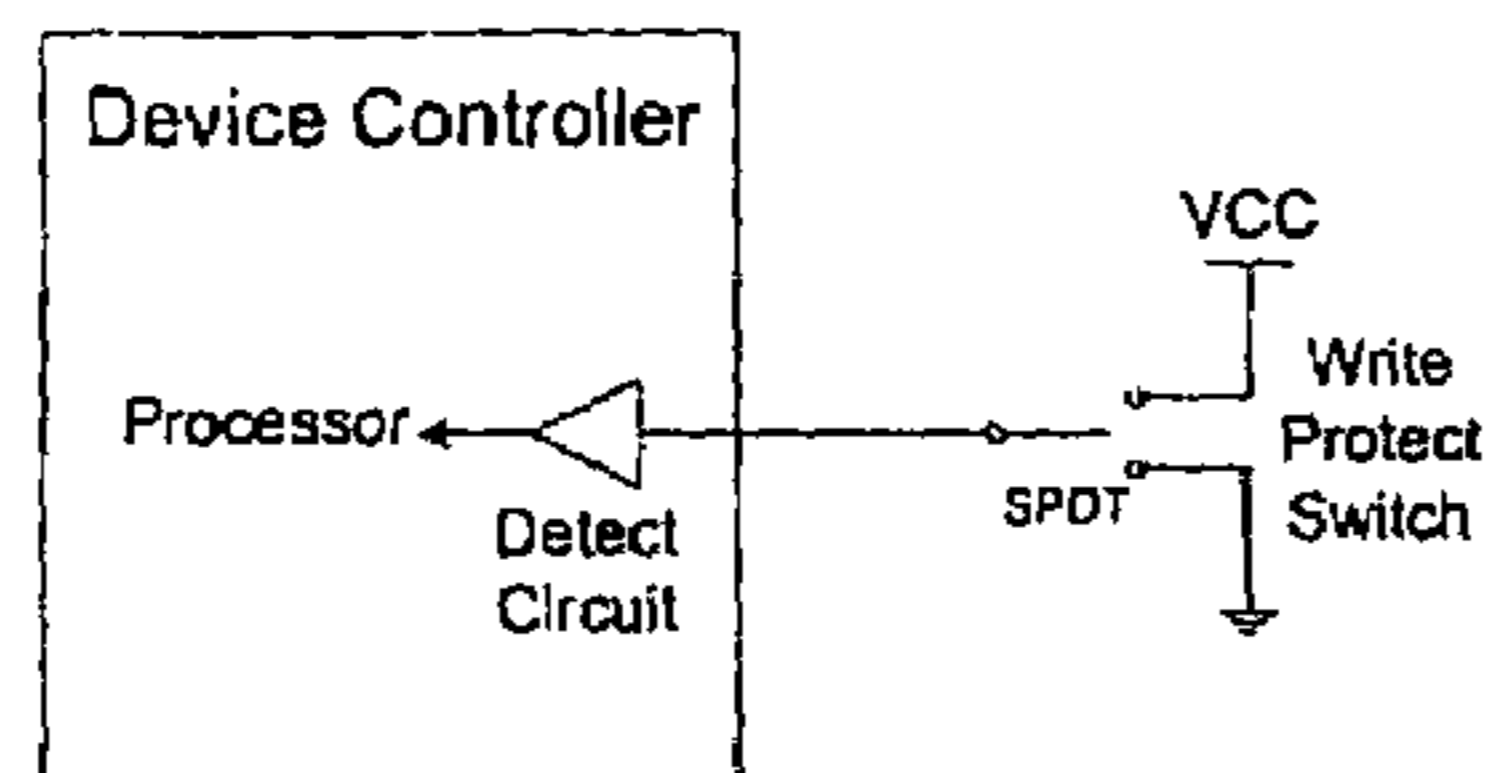 Device Controller
VCC
Write
Protect
Switch
Processor
SPDT
Detect
Circuit